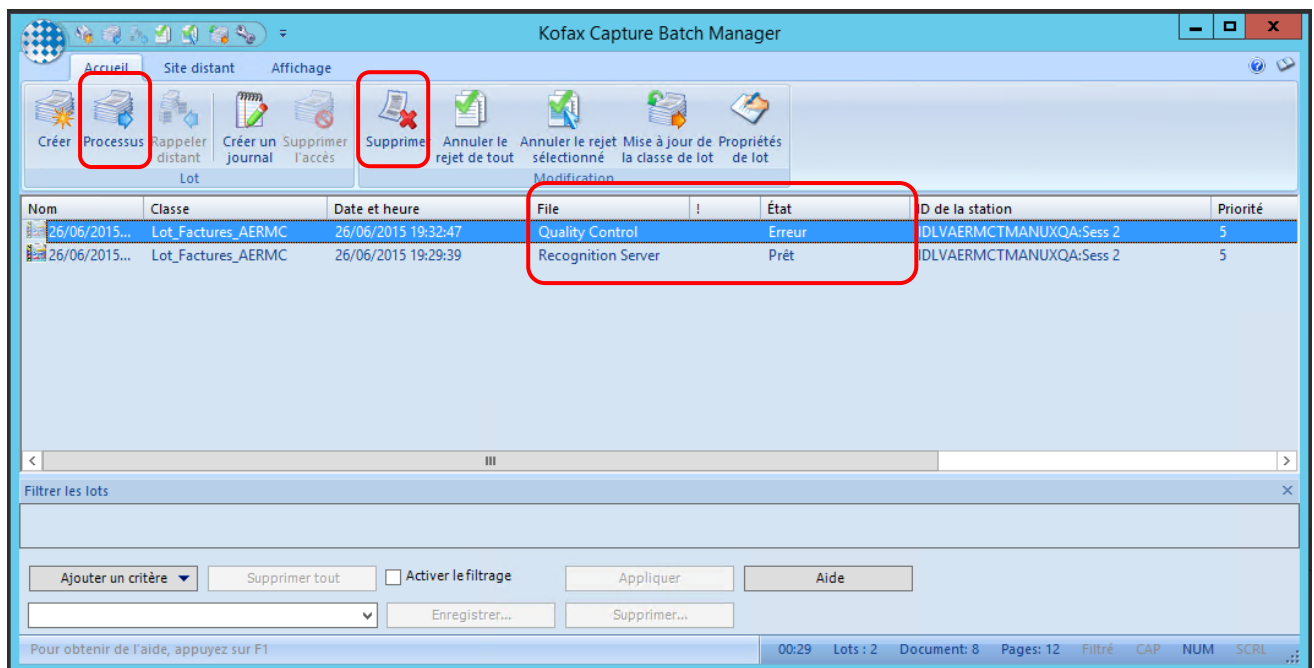 Kofax Capture Batch Manager
Accueil Site distant Affichage
Créer Processus Rappeler distant Créer un journal Supprimer l'accès Supprimer Annuler le rejet de tout Annuler le rejet sélectionné Mise à jour de la classe de lot Propriétés de lot
Lot Modification
Nom Classe Date et heure File ! État ID de la station Priorité
26/06/2015... Lot_Factures_AERMC 26/06/2015 19:32:47 Quality Control Erreur IDLVAERMCTMANUXQA:Sess 2 5
26/06/2015... Lot_Factures_AERMC 26/06/2015 19:29:39 Recognition Server Prêt IDLVAERMCTMANUXQA:Sess 2 5
Filtrer les lots
Ajouter un critère Supprimer tout Activer le filtrage Appliquer Aide
Enregistrer... Supprimer...
Pour obtenir de l'aide, appuyez sur F1 00:29 Lots : 2 Document: 8 Pages: 12 Filtré CAP NUM SCRL